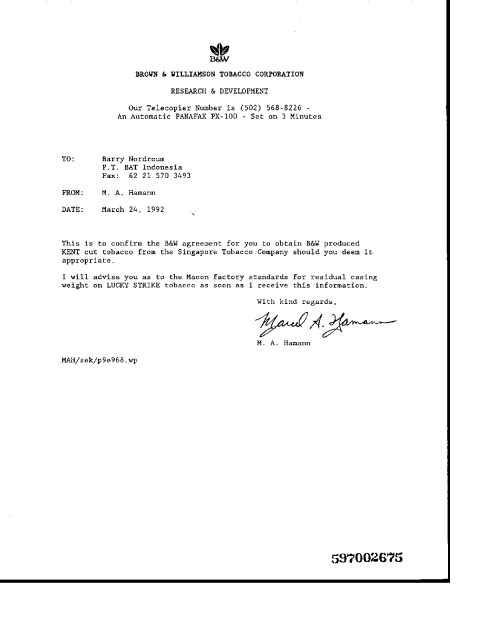 B&W
BROWN & WILLIAMSON TOBACCO CORPORATION
RESEARCH & DEVELOPMENT
Our Telecopier Number is (502) 568-8226 -
An Automatic PANAFAX PX-100 - Set on 3 Minutes
TO: Barry Nordroum
P.T. BAT Indonesia
Fax: 62 21 570 3493
FROM: M. A. Hamann
DATE: March 24, 1992
This is to confirm the B&W agreement for you to obtain B&W produced
KENT cut tobacco from the Singapore Tobacco Company should you deem it
appropriate.
I will advise you as to the Macon factory standards for residual casing
weight on LUCKY STRIKE tobacco as soon as I receive this information.
With kind regards,
Marcel A. Hamann
M. A. Hamann
MAH/sek/p9e968.wp
597002675